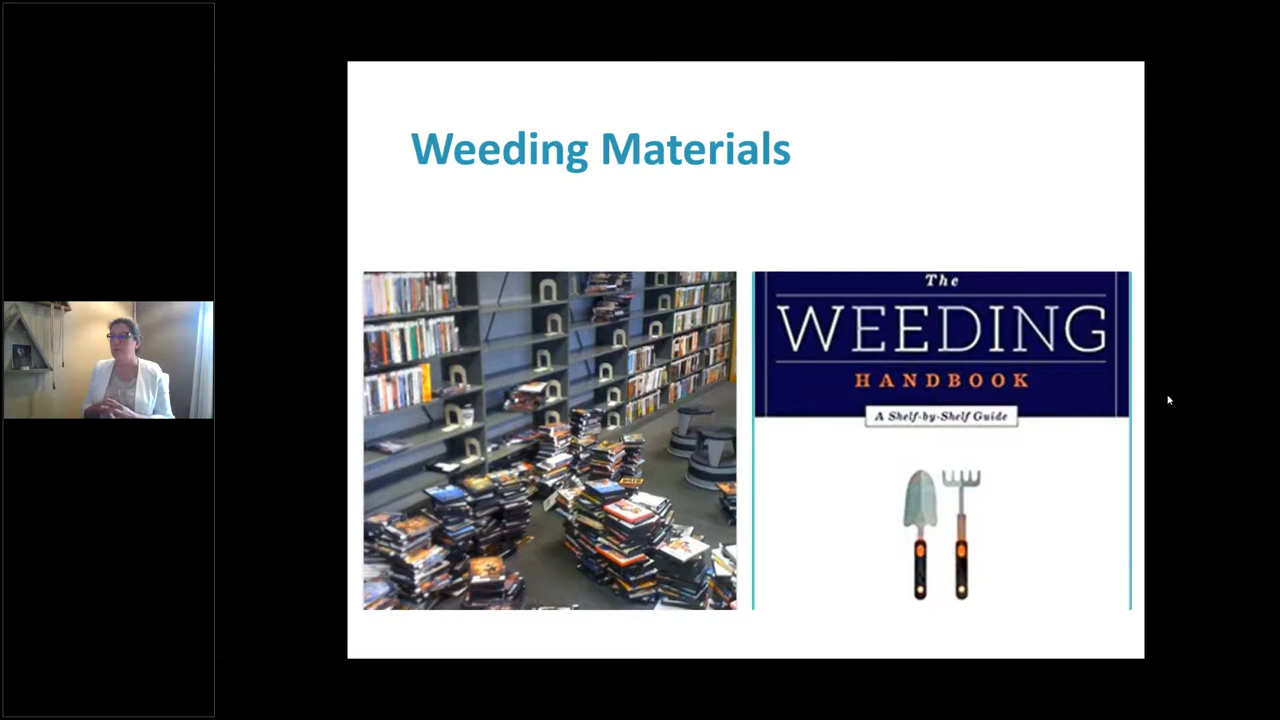 Weeding Materials
The
WEEDING
HANDBOOK
A Shelf-by-Shelf Guide